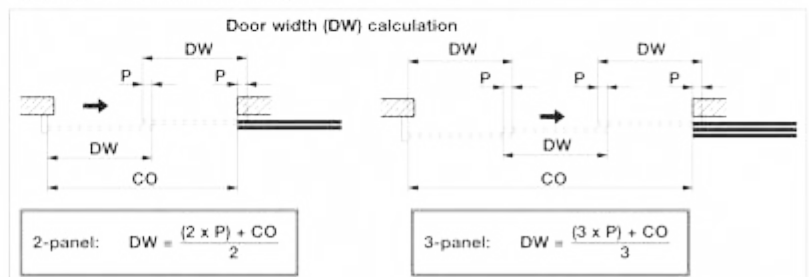 Door width (DW) calculation
DW
P
P
DW
CO
2-panel: DW = (2 x P) + CO
2
DW
DW
P
P
P
DW
CO
3-panel: DW = (3 x P) + CO
3